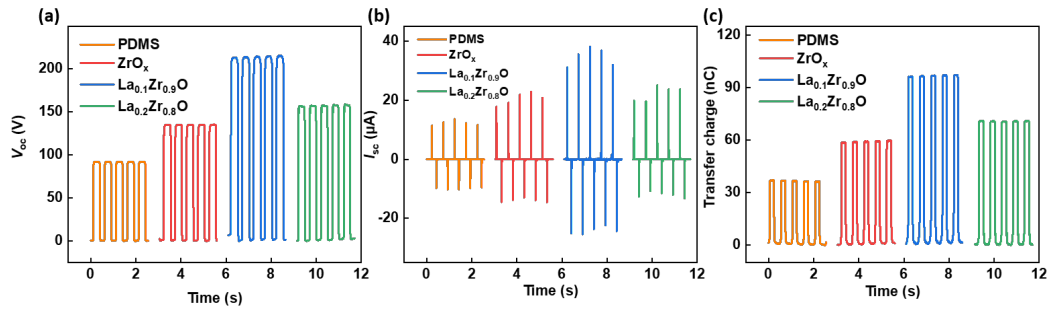 (a)
PDMS
ZrOₓ
La₀.₁Zr₀.₉O
La₀.₂Zr₀.₈O
Voc (V)
200
150
100
50
0
0 2 4 6 8 10 12
Time (s)
(b)
PDMS
ZrOₓ
La₀.₁Zr₀.₉O
La₀.₂Zr₀.₈O
Isc (μA)
40
20
0
-20
0 2 4 6 8 10 12
Time (s)
(c)
PDMS
ZrOₓ
La₀.₁Zr₀.₉O
La₀.₂Zr₀.₈O
Transfer charge (nC)
120
90
60
30
0
0 2 4 6 8 10 12
Time (s)